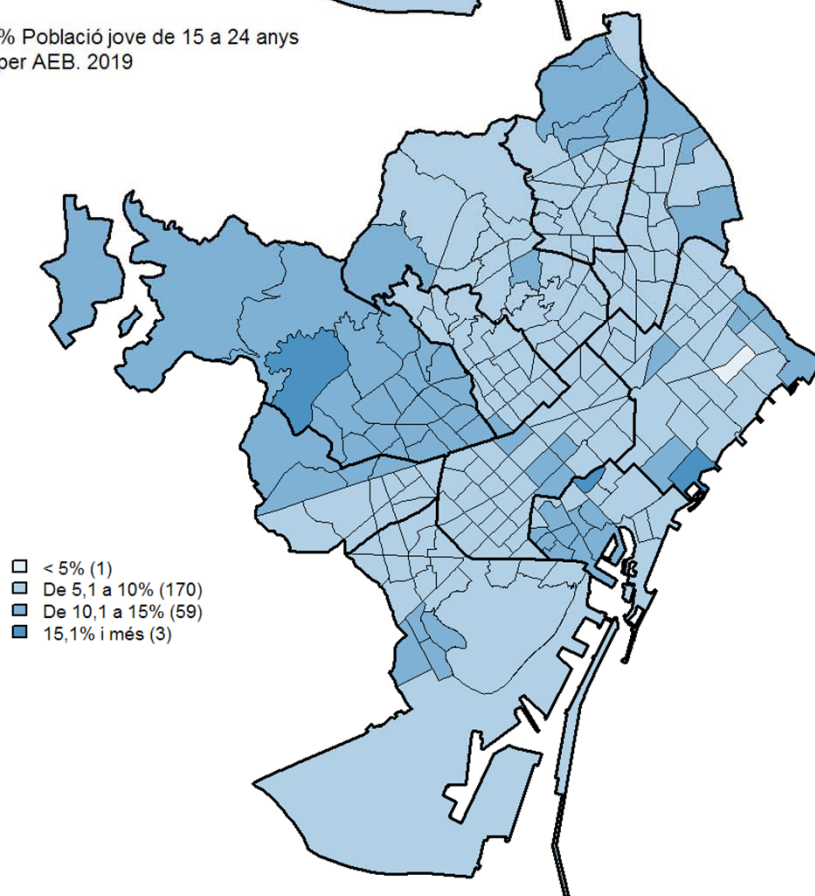 % Població jove de 15 a 24 anys
per AEB. 2019
< 5% (1)
De 5,1 a 10% (170)
De 10,1 a 15% (59)
15,1% i més (3)